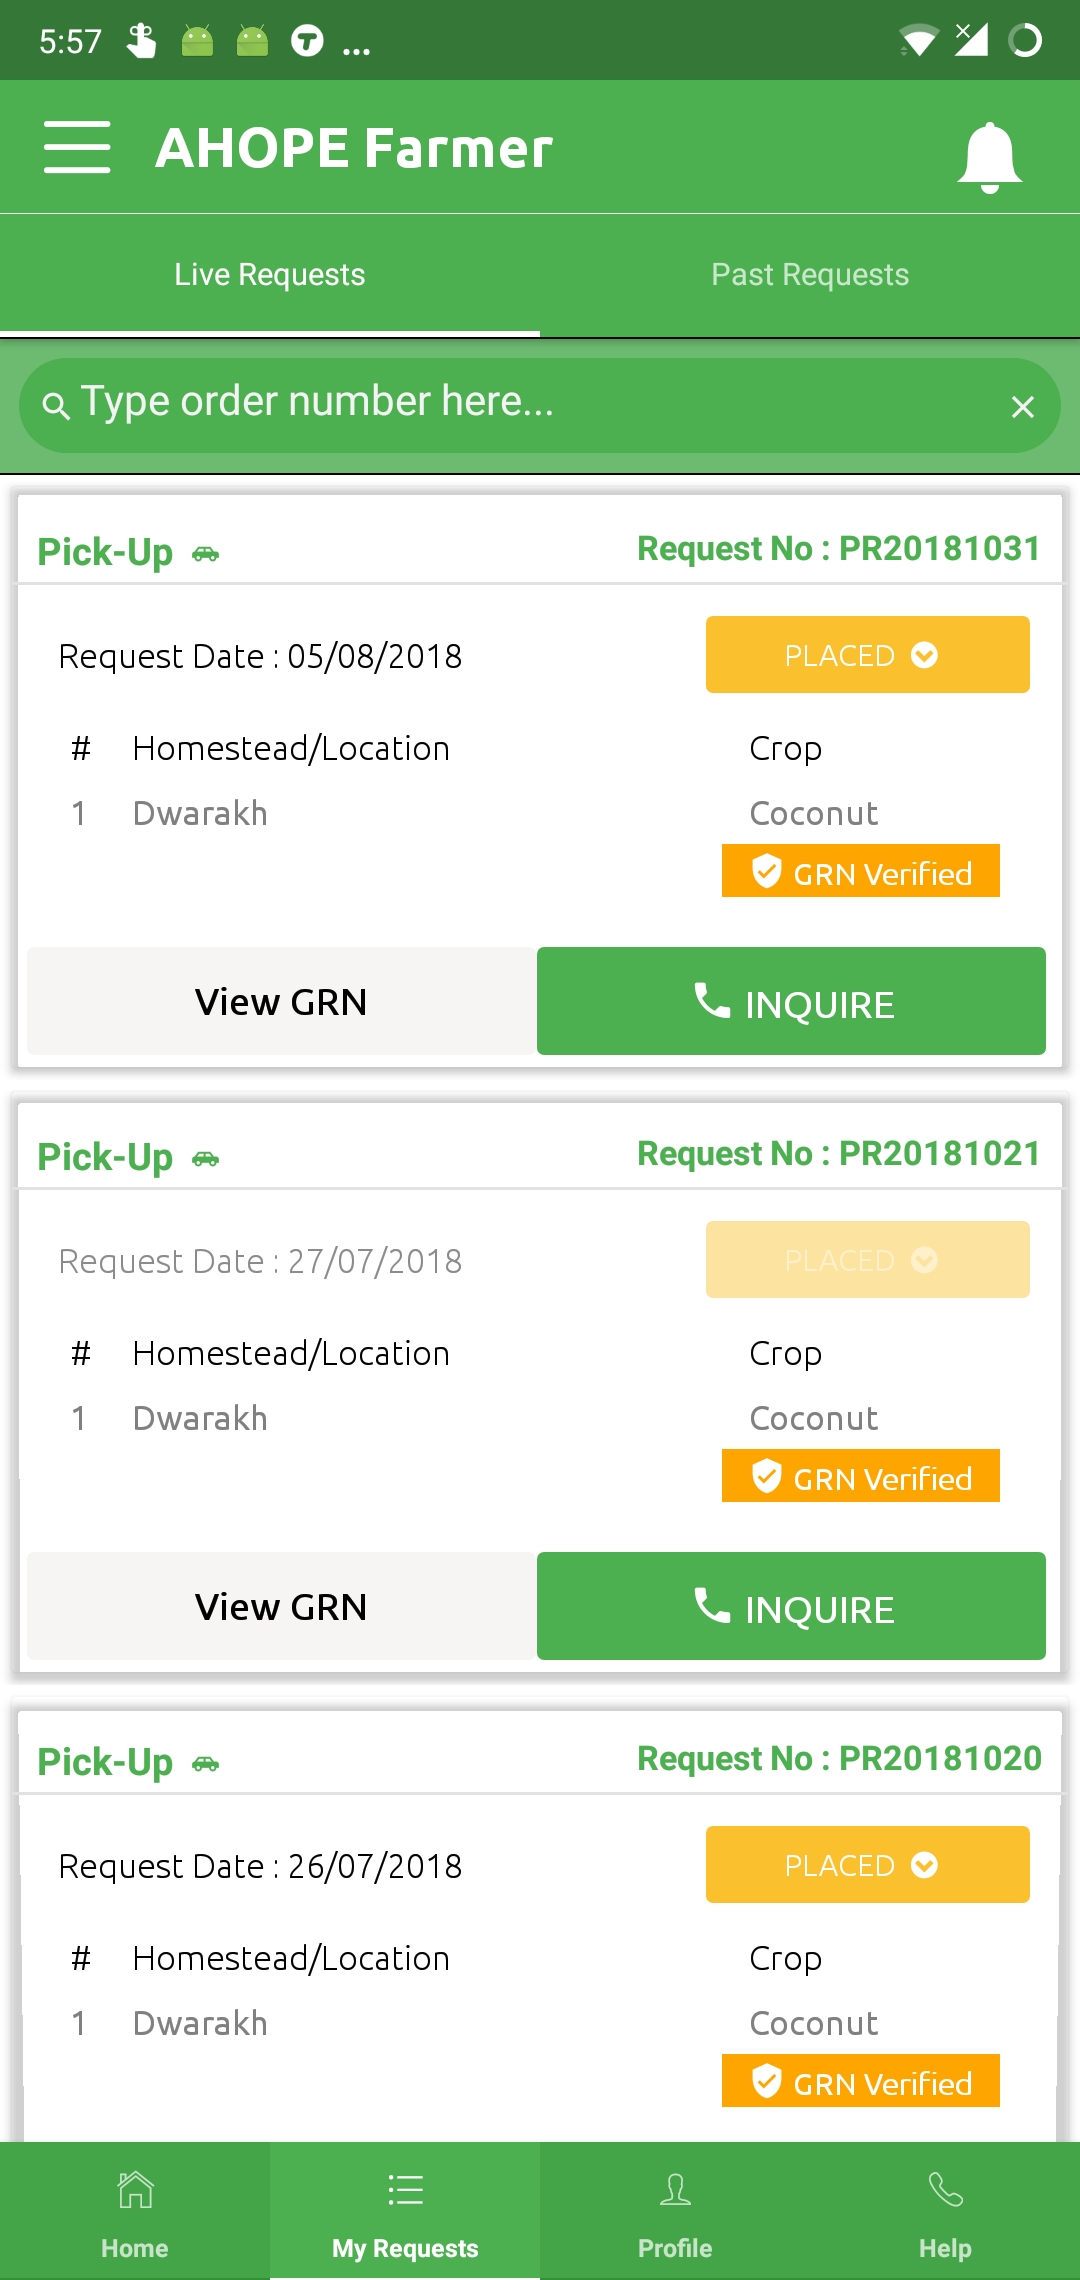 5:57 ...
AHOPE Farmer
Live Requests Past Requests
Type order number here...
Pick-Up Request No : PR20181031
Request Date : 05/08/2018 PLACED
# Homestead/Location Crop
1 Dwarakh Coconut
GRN Verified
View GRN INQUIRE
Pick-Up Request No : PR20181021
Request Date : 27/07/2018 PLACED
# Homestead/Location Crop
1 Dwarakh Coconut
GRN Verified
View GRN INQUIRE
Pick-Up Request No : PR20181020
Request Date : 26/07/2018 PLACED
# Homestead/Location Crop
1 Dwarakh Coconut
GRN Verified
Home My Requests Profile Help